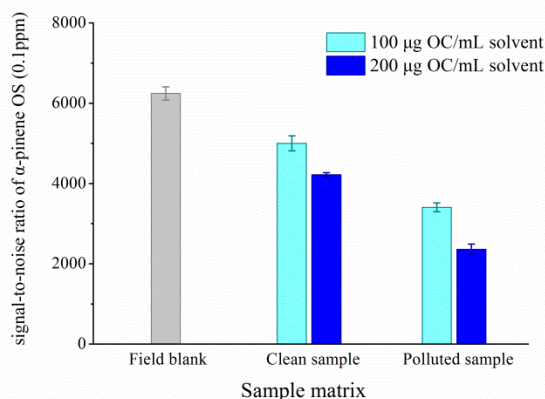 signal-to-noise ratio of α-pinene OS (0.1ppm)
8000
6000
4000
2000
0
100 μg OC/mL solvent
200 μg OC/mL solvent
Field blank
Clean sample
Polluted sample
Sample matrix